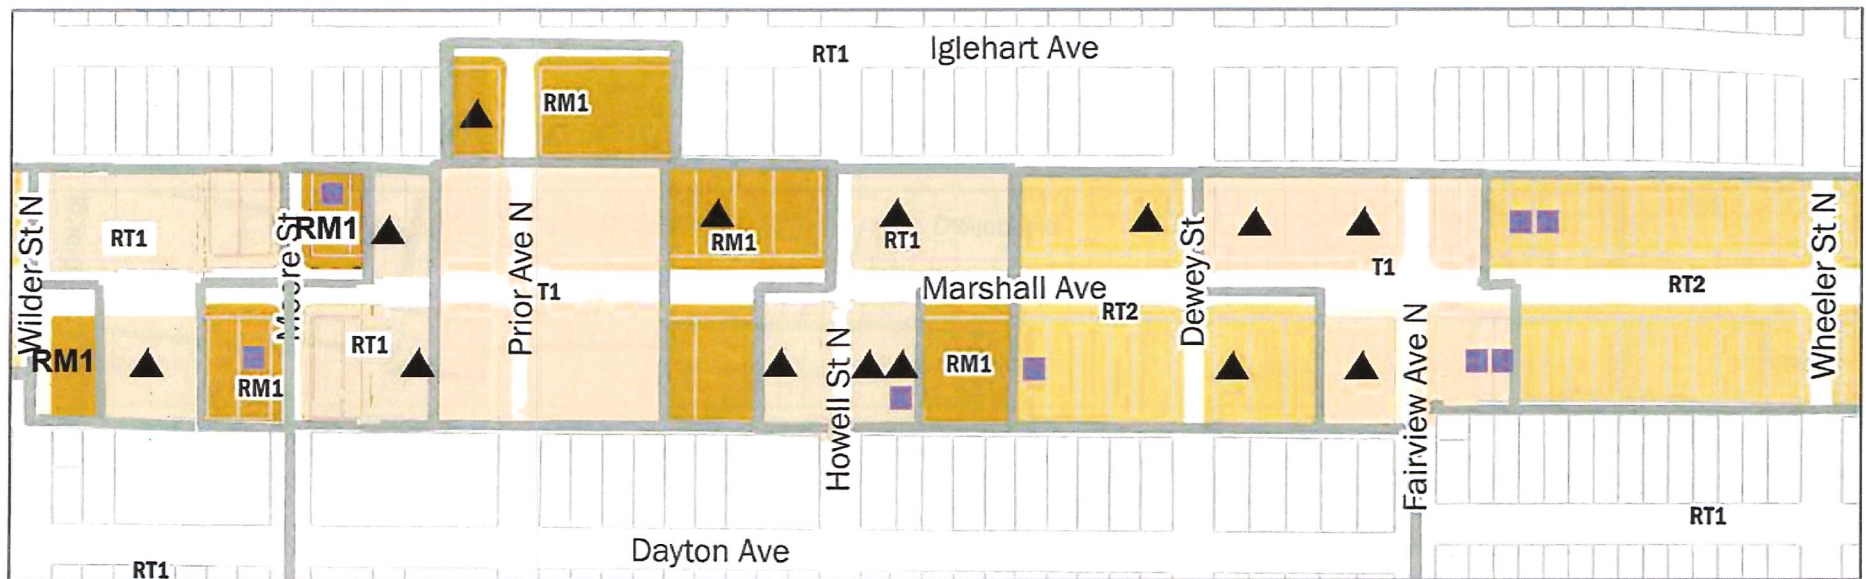 Iglehart Ave
RT1
RM1
Wilder St N
RT1
Moore St
RM1
Prior Ave N
RM1
RT1
Dewey St
T1
Wheeler St N
T1
Marshall Ave
RT2
RT2
RM1
RM1
RT1
Howell St N
RM1
Fairview Ave N
RT1
Dayton Ave
RT1